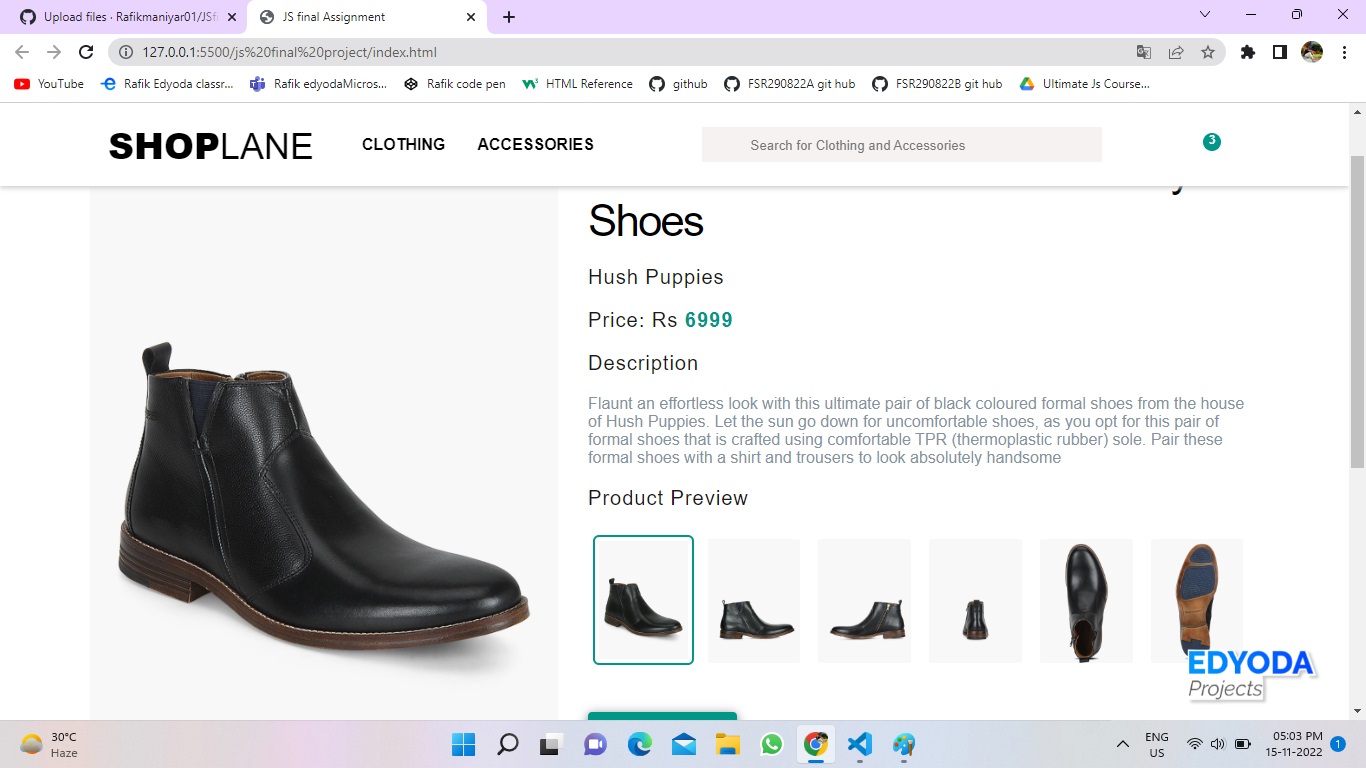 Upload files · Rafikmaniyar01/JSfi
JS final Assignment
127.0.0.1:5500/js%20final%20project/index.html
YouTube
Rafik Edyoda classr...
Rafik edyodaMicros...
Rafik code pen
HTML Reference
github
FSR290822A git hub
FSR290822B git hub
Ultimate Js Course...
SHOPLANE
CLOTHING
ACCESSORIES
Search for Clothing and Accessories
3
Shoes
Hush Puppies
Price: Rs 6999
Description
Flaunt an effortless look with this ultimate pair of black coloured formal shoes from the house
of Hush Puppies. Let the sun go down for uncomfortable shoes, as you opt for this pair of
formal shoes that is crafted using comfortable TPR (thermoplastic rubber) sole. Pair these
formal shoes with a shirt and trousers to look absolutely handsome
Product Preview
EDYODA
Projects
30°C
Haze
ENG
US
05:03 PM
15-11-2022
1